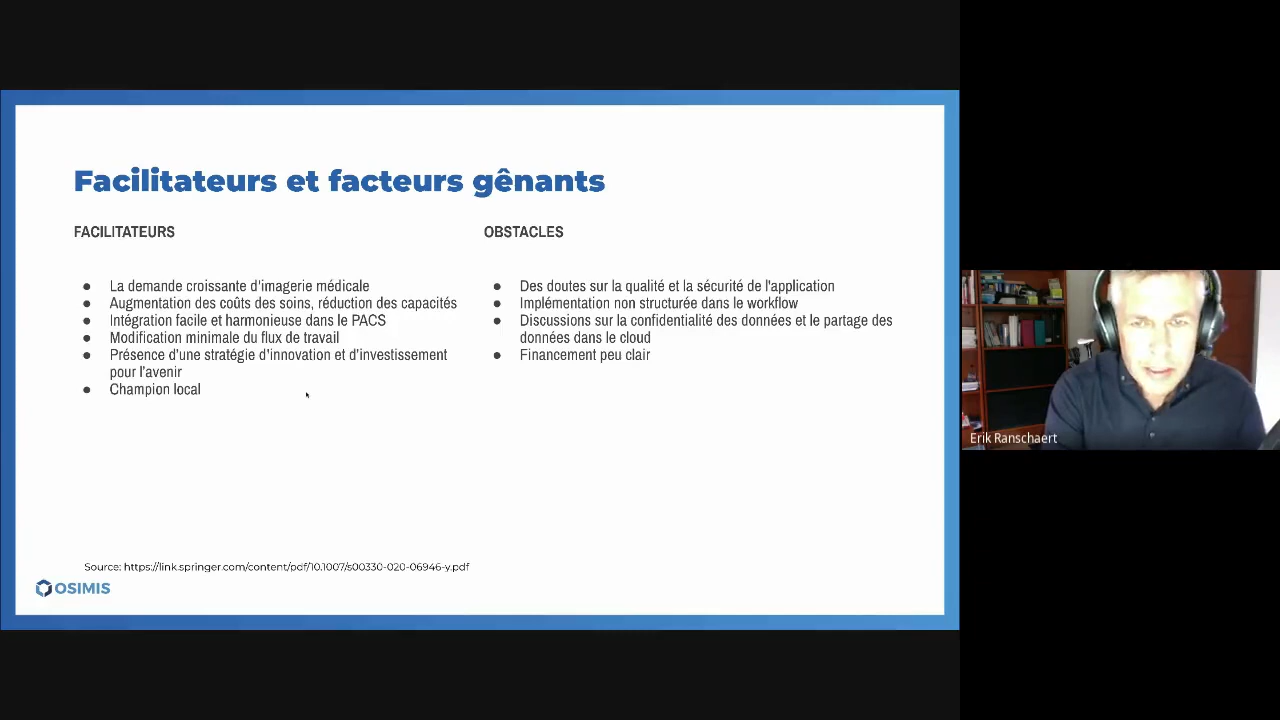 Facilitateurs et facteurs gênants
FACILITATEURS
● La demande croissante d'imagerie médicale
● Augmentation des coûts des soins, réduction des capacités
● Intégration facile et harmonieuse dans le PACS
● Modification minimale du flux de travail
● Présence d'une stratégie d'innovation et d'investissement
pour l'avenir
● Champion local
OBSTACLES
● Des doutes sur la qualité et la sécurité de l'application
● Implémentation non structurée dans le workflow
● Discussions sur la confidentialité des données et le partage des
données dans le cloud
● Financement peu clair
Source: https://link.springer.com/content/pdf/10.1007/s00330-020-06946-y.pdf
OSIMIS
Erik Ranschaert